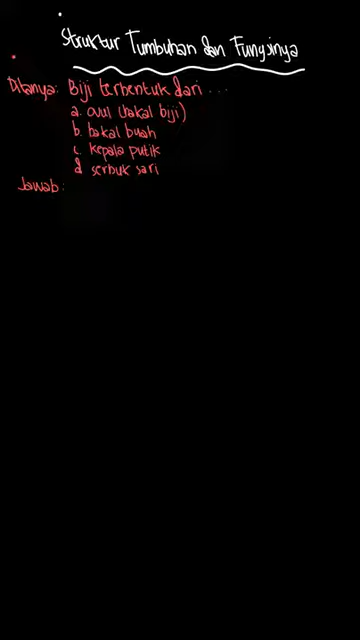 Struktur Tumbuhan dan Fungsinya
Ditanya: Biji terbentuk dari ...
a. ovul (bakal biji)
b. bakal buah
c. kepala putik
d serbuk sari
Jawab: